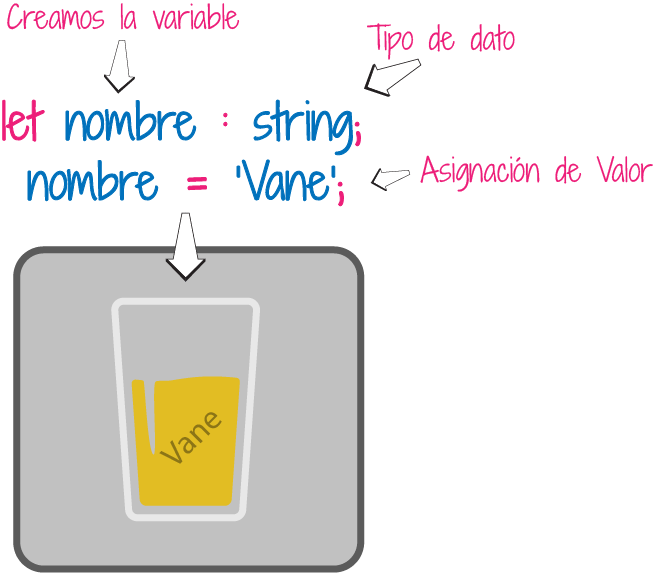 Creamos la variable
Tipo de dato
let nombre : string;
nombre = 'Vane';
Asignación de Valor
Vane